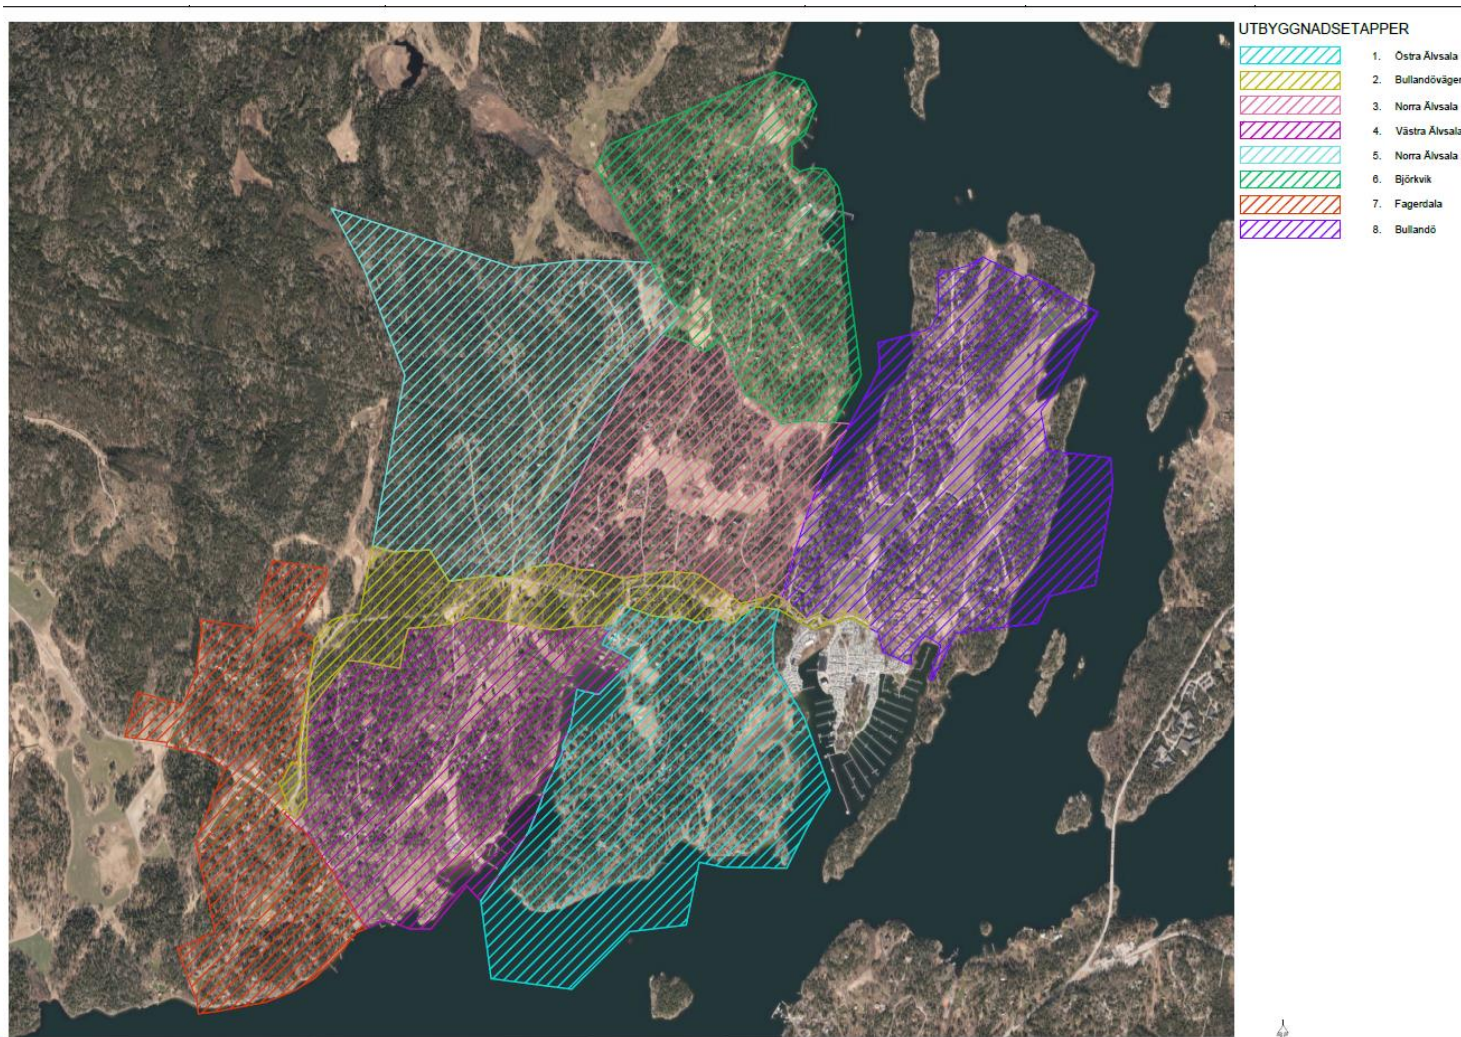 UTBYGGNADSETAPPER
1. Östra Älvsala
2. Bullandöväger
3. Norra Älvsala
4. Västra Älvsala
5. Norra Älvsala
6. Björkvik
7. Fagerdala
8. Bullandö